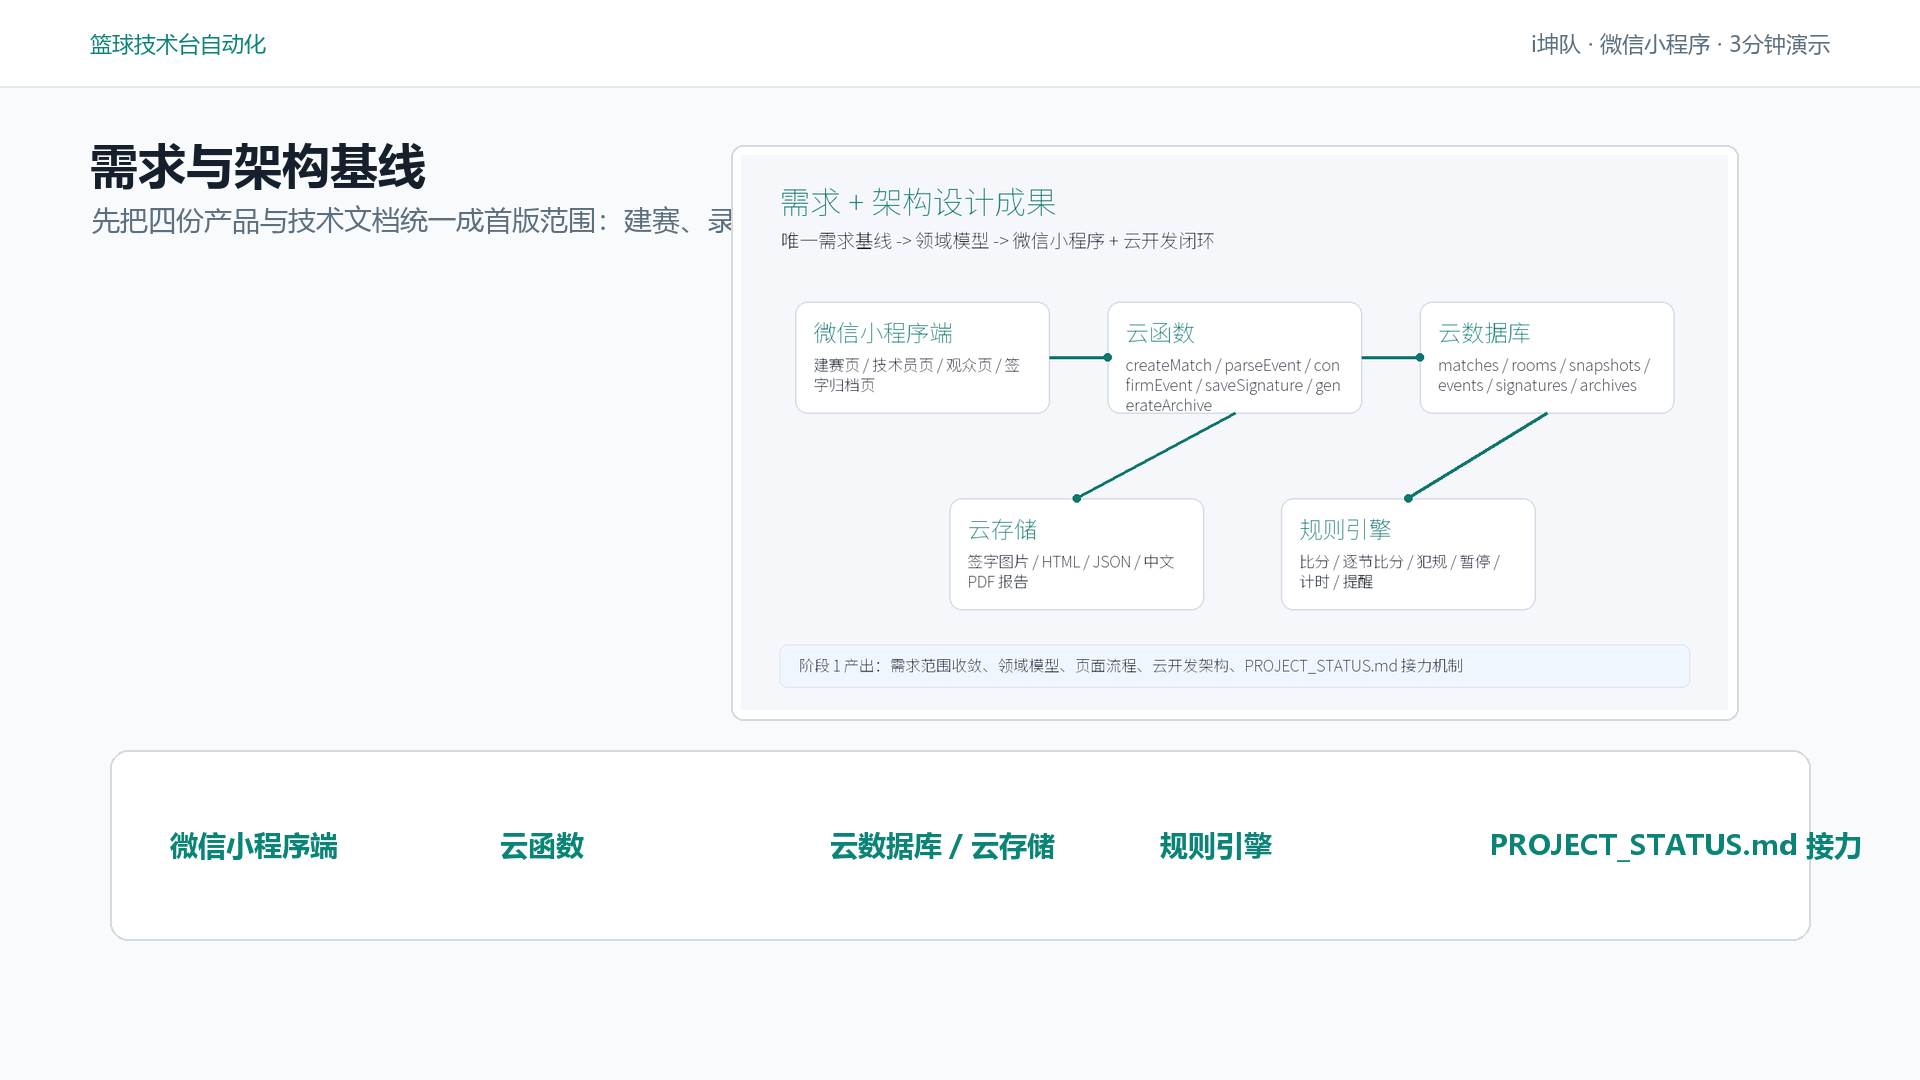 篮球技术台自动化
i坤队 · 微信小程序 · 3分钟演示
需求与架构基线
先把四份产品与技术文档统一成首版范围：建赛、录
需求 + 架构设计成果
唯一需求基线 -> 领域模型 -> 微信小程序 + 云开发闭环
微信小程序端
建赛页 / 技术员页 / 观众页 / 签
字归档页
云函数
createMatch / parseEvent / con
firmEvent / saveSignature / gen
erateArchive
云数据库
matches / rooms / snapshots /
events / signatures / archives
云存储
签字图片 / HTML / JSON / 中文
PDF 报告
规则引擎
比分 / 逐节比分 / 犯规 / 暂停 /
计时 / 提醒
阶段 1 产出：需求范围收敛、领域模型、页面流程、云开发架构、PROJECT_STATUS.md 接力机制
微信小程序端
云函数
云数据库 / 云存储
规则引擎
PROJECT_STATUS.md 接力